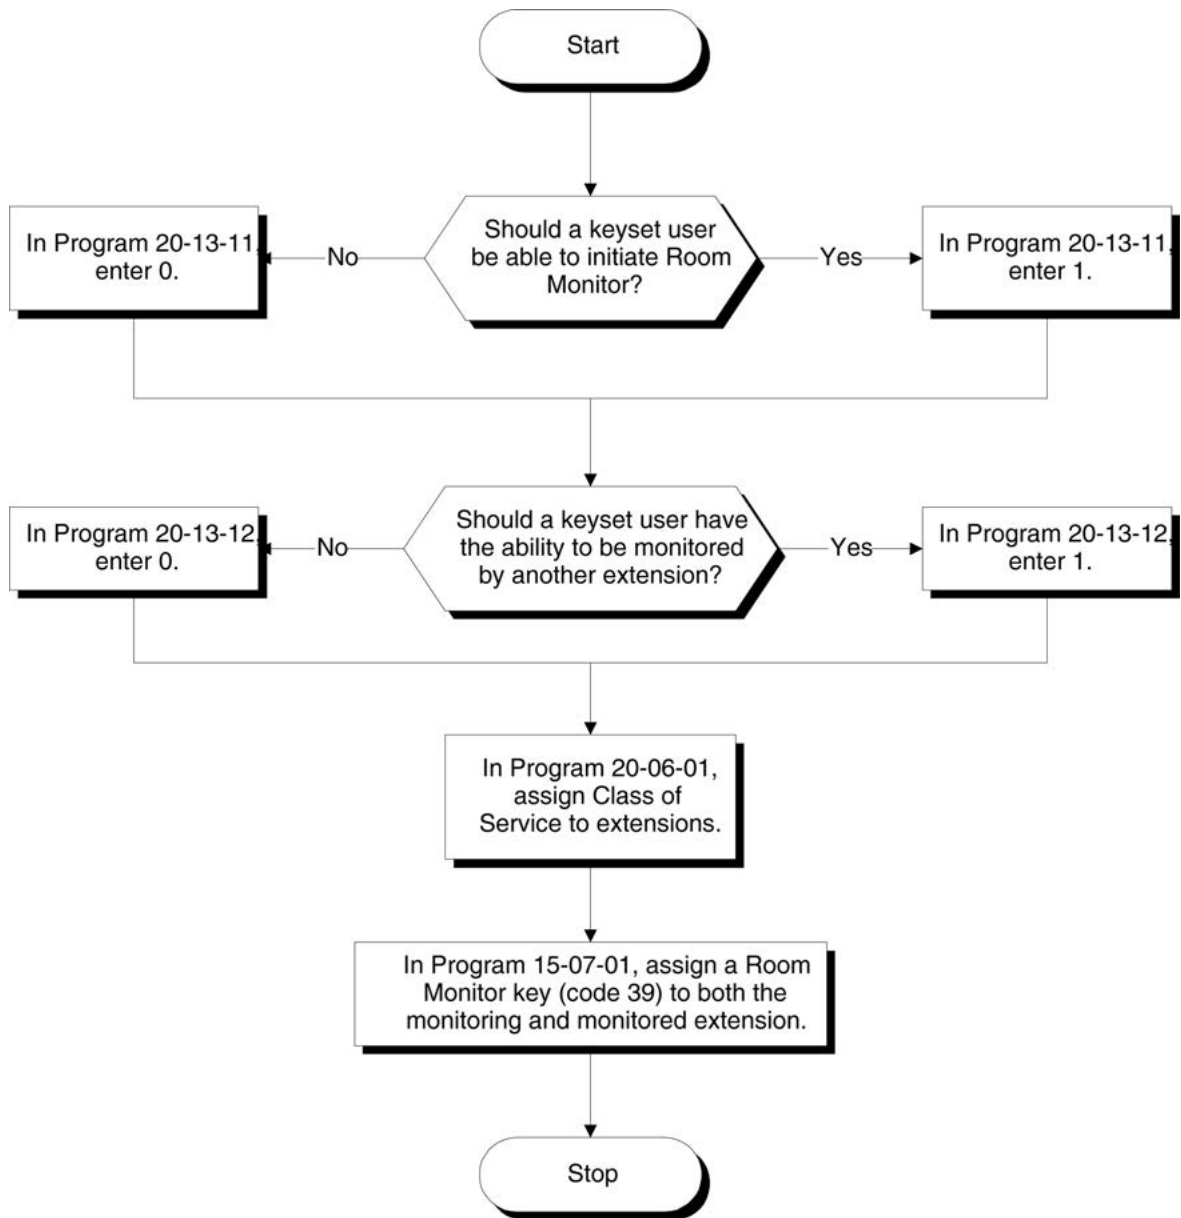 Start
Should a keyset user
be able to initiate Room
Monitor?
No
In Program 20-13-11,
enter 0.
Yes
In Program 20-13-11,
enter 1.
Should a keyset user have
the ability to be monitored
by another extension?
No
In Program 20-13-12,
enter 0.
Yes
In Program 20-13-12,
enter 1.
In Program 20-06-01,
assign Class of
Service to extensions.
In Program 15-07-01, assign a Room
Monitor key (code 39) to both the
monitoring and monitored extension.
Stop